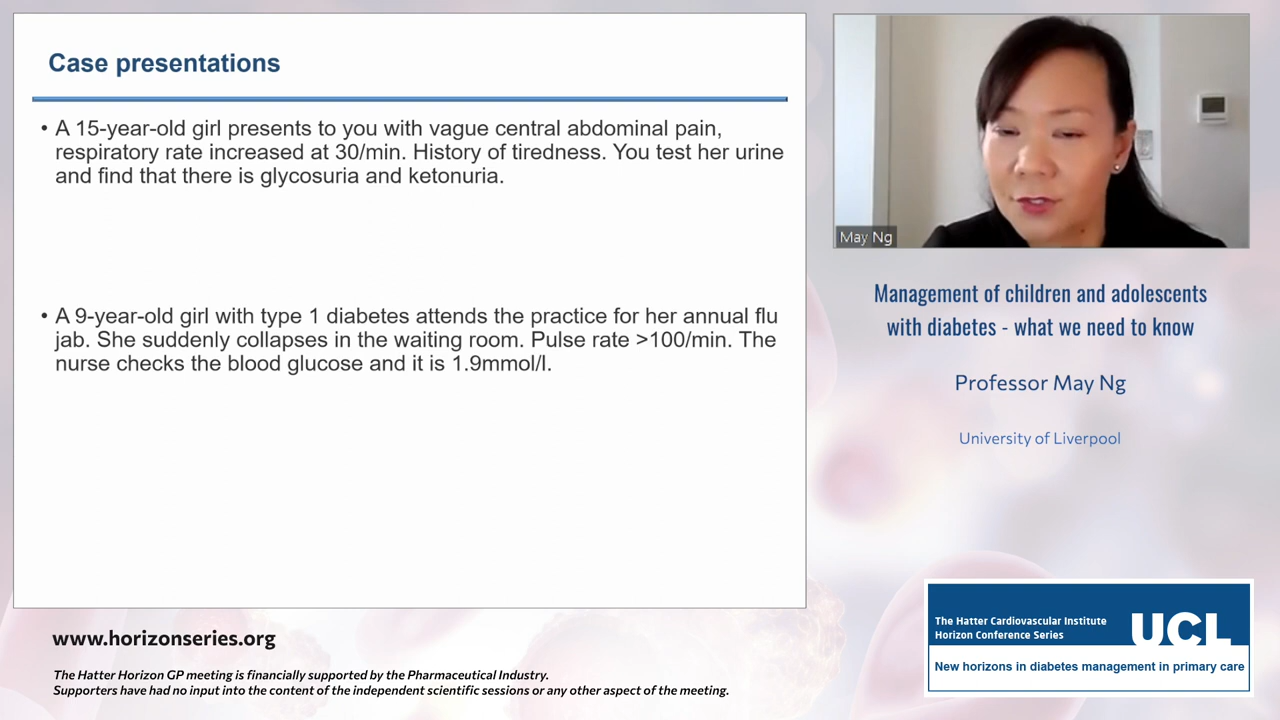 Case presentations
• A 15-year-old girl presents to you with vague central abdominal pain,
respiratory rate increased at 30/min. History of tiredness. You test her urine
and find that there is glycosuria and ketonuria.
• A 9-year-old girl with type 1 diabetes attends the practice for her annual flu
jab. She suddenly collapses in the waiting room. Pulse rate >100/min. The
nurse checks the blood glucose and it is 1.9mmol/l.
May Ng
Management of children and adolescents
with diabetes - what we need to know
Professor May Ng
University of Liverpool
www.horizonseries.org
The Hatter Horizon GP meeting is financially supported by the Pharmaceutical Industry.
Supporters have had no input into the content of the independent scientific sessions or any other aspect of the meeting.
The Hatter Cardiovascular Institute
Horizon Conference Series
UCL
New horizons in diabetes management in primary care